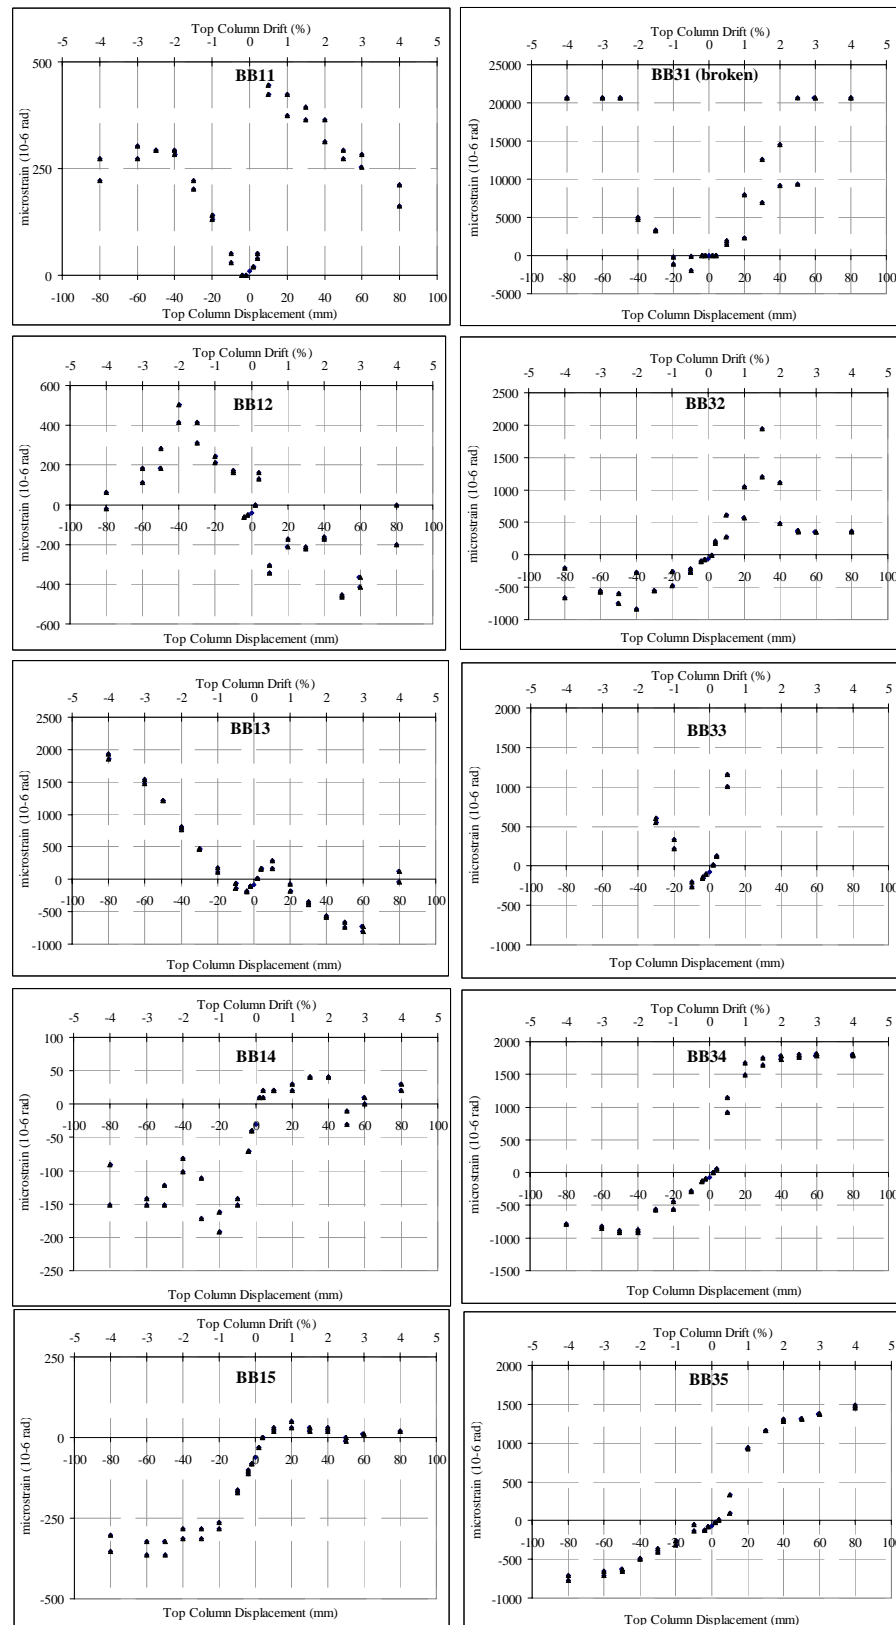 Top Column Drift (%)
-5 -4 -3 -2 -1 0 1 2 3 4 5
BB11
microstrain (10-6 rad)
500
250
0
-100 -80 -60 -40 -20 0 20 40 60 80 100
Top Column Displacement (mm)
Top Column Drift (%)
-5 -4 -3 -2 -1 0 1 2 3 4 5
BB31 (broken)
microstrain (10-6 rad)
25000
20000
15000
10000
5000
0
-5000
-100 -80 -60 -40 -20 0 20 40 60 80 100
Top Column Displacement (mm)
Top Column Drift (%)
-5 -4 -3 -2 -1 0 1 2 3 4 5
BB12
microstrain (10-6 rad)
600
400
200
0
-200
-400
-600
-100 -80 -60 -40 -20 0 20 40 60 80 100
Top Column Displacement (mm)
Top Column Drift (%)
-5 -4 -3 -2 -1 0 1 2 3 4 5
BB32
microstrain (10-6 rad)
2500
2000
1500
1000
500
0
-500
-1000
-100 -80 -60 -40 -20 0 20 40 60 80 100
Top Column Displacement (mm)
Top Column Drift (%)
-5 -4 -3 -2 -1 0 1 2 3 4 5
BB13
microstrain (10-6 rad)
2500
2000
1500
1000
500
0
-500
-1000
-100 -80 -60 -40 -20 0 20 40 60 80 100
Top Column Displacement (mm)
Top Column Drift (%)
-5 -4 -3 -2 -1 0 1 2 3 4 5
BB33
microstrain (10-6 rad)
2000
1500
1000
500
0
-500
-1000
-100 -80 -60 -40 -20 0 20 40 60 80 100
Top Column Displacement (mm)
Top Column Drift (%)
-5 -4 -3 -2 -1 0 1 2 3 4 5
BB14
microstrain (10-6 rad)
100
50
0
-50
-100
-150
-200
-250
-100 -80 -60 -40 -20 0 20 40 60 80 100
Top Column Displacement (mm)
Top Column Drift (%)
-5 -4 -3 -2 -1 0 1 2 3 4 5
BB34
microstrain (10-6 rad)
2000
1500
1000
500
0
-500
-1000
-1500
-100 -80 -60 -40 -20 0 20 40 60 80 100
Top Column Displacement (mm)
Top Column Drift (%)
-5 -4 -3 -2 -1 0 1 2 3 4 5
BB15
microstrain (10-6 rad)
250
0
-250
-500
-100 -80 -60 -40 -20 0 20 40 60 80 100
Top Column Displacement (mm)
Top Column Drift (%)
-5 -4 -3 -2 -1 0 1 2 3 4 5
BB35
microstrain (10-6 rad)
2000
1500
1000
500
0
-500
-1000
-100 -80 -60 -40 -20 0 20 40 60 80 100
Top Column Displacement (mm)